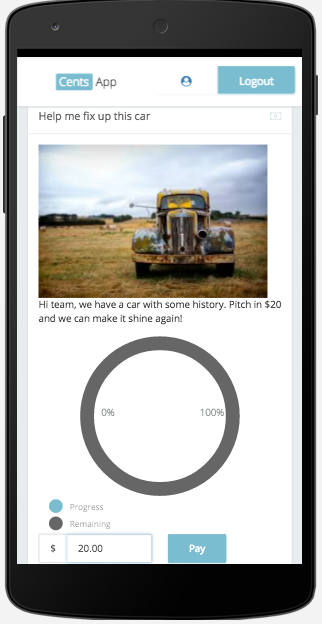 Cents App
Logout
Help me fix up this car
Hi team, we have a car with some history. Pitch in $20
and we can make it shine again!
0%
100%
Progress
Remaining
$ 20.00
Pay